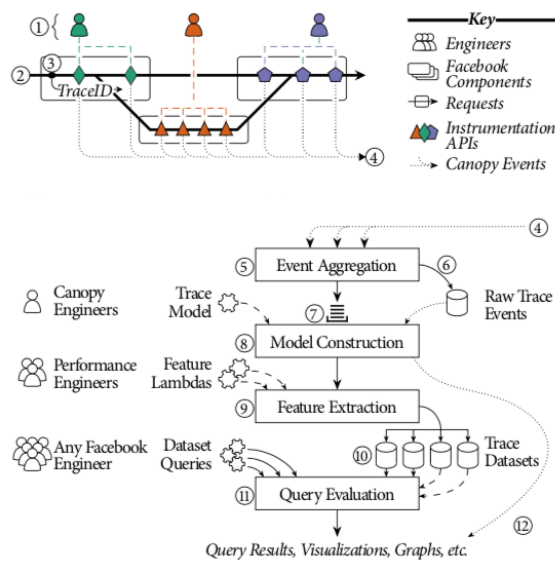 ①
Key
Engineers
② ③
TraceID
Facebook
Components
Requests
Instrumentation
APIs
④
Canopy Events
④
⑤ Event Aggregation ⑥
Canopy
Engineers
Trace
Model
⑦
Raw Trace
Events
⑧ Model Construction
Performance
Engineers
Feature
Lambdas
⑨ Feature Extraction
Any Facebook
Engineer
Dataset
Queries
⑩
Trace
Datasets
⑪ Query Evaluation
⑫
Query Results, Visualizations, Graphs, etc.